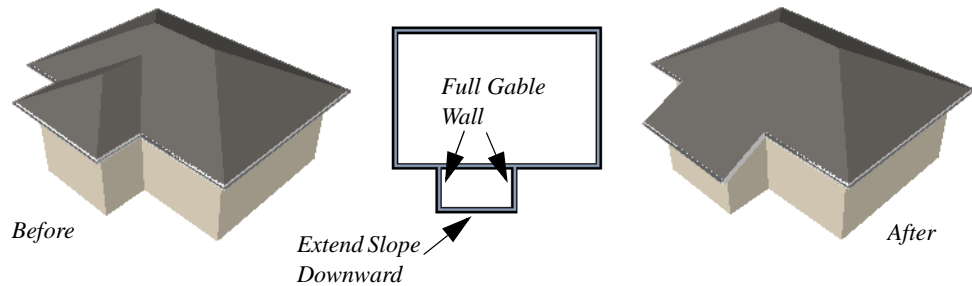 Full Gable
Wall
Before
Extend Slope
Downward
After